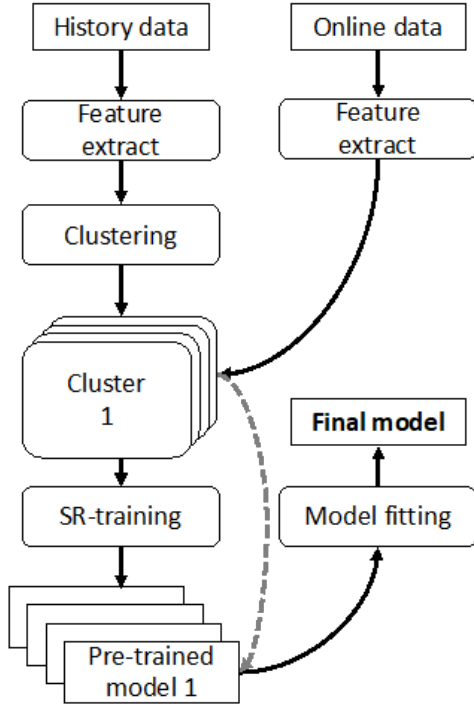 History data
Online data
Feature
extract
Feature
extract
Clustering
Cluster
1
Final model
SR-training
Model fitting
Pre-trained
model 1